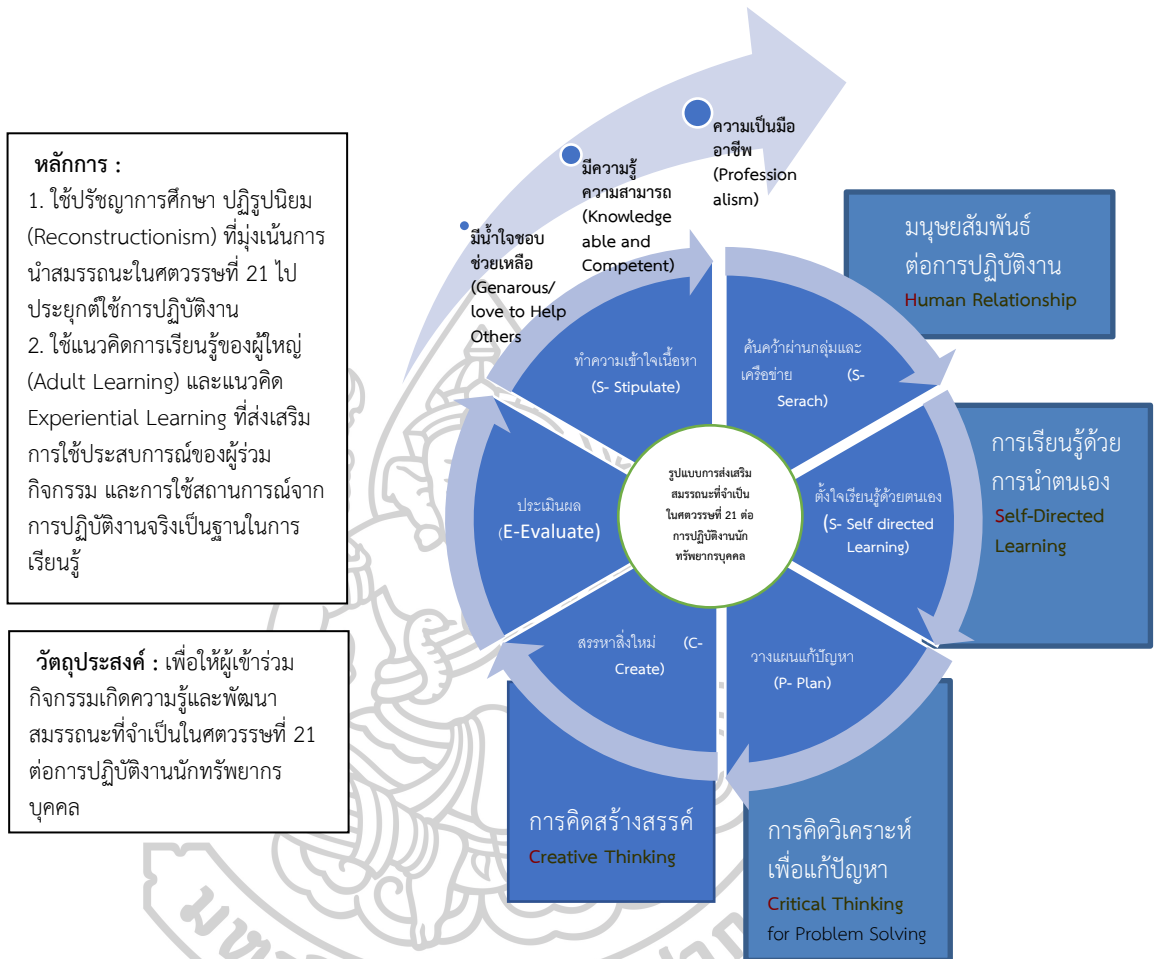 หลักการ :
1. ใช้ปรัชญาการศึกษา ปฏิรูปนิยม
(Reconstructionism) ที่มุ่งเน้นการ
นำสมรรถนะในศตวรรษที่ 21 ไป
ประยุกต์ใช้การปฏิบัติงาน
2. ใช้แนวคิดการเรียนรู้ของผู้ใหญ่
(Adult Learning) และแนวคิด
Experiential Learning ที่ส่งเสริม
การใช้ประสบการณ์ของผู้ร่วม
กิจกรรม และการใช้สถานการณ์จาก
การปฏิบัติงานจริงเป็นฐานในการ
เรียนรู้
วัตถุประสงค์ : เพื่อให้ผู้เข้าร่วม
กิจกรรมเกิดความรู้และพัฒนา
สมรรถนะที่จำเป็นในศตวรรษที่ 21
ต่อการปฏิบัติงานนักทรัพยากร
บุคคล
มีน้ำใจชอบ
ช่วยเหลือ
(Genarous/
love to Help
Others
มีความรู้
ความสามารถ
(Knowledge
able and
Competent)
ความเป็นมือ
อาชีพ
(Profession
alism)
ทำความเข้าใจเนื้อหา
(S- Stipulate)
ค้นคว้าผ่านกลุ่มและ
เครือข่าย (S-
Serach)
ตั้งใจเรียนรู้ด้วยตนเอง
(S- Self directed
Learning)
วางแผนแก้ปัญหา
(P- Plan)
สรรหาสิ่งใหม่ (C-
Create)
ประเมินผล
(E-Evaluate)
รูปแบบการส่งเสริม
สมรรถนะที่จำเป็น
ในศตวรรษที่ 21 ต่อ
การปฏิบัติงานนัก
ทรัพยากรบุคคล
มนุษยสัมพันธ์
ต่อการปฏิบัติงาน
Human Relationship
การเรียนรู้ด้วย
การนำตนเอง
Self-Directed
Learning
การคิดวิเคราะห์
เพื่อแก้ปัญหา
Critical Thinking
for Problem Solving
การคิดสร้างสรรค์
Creative Thinking